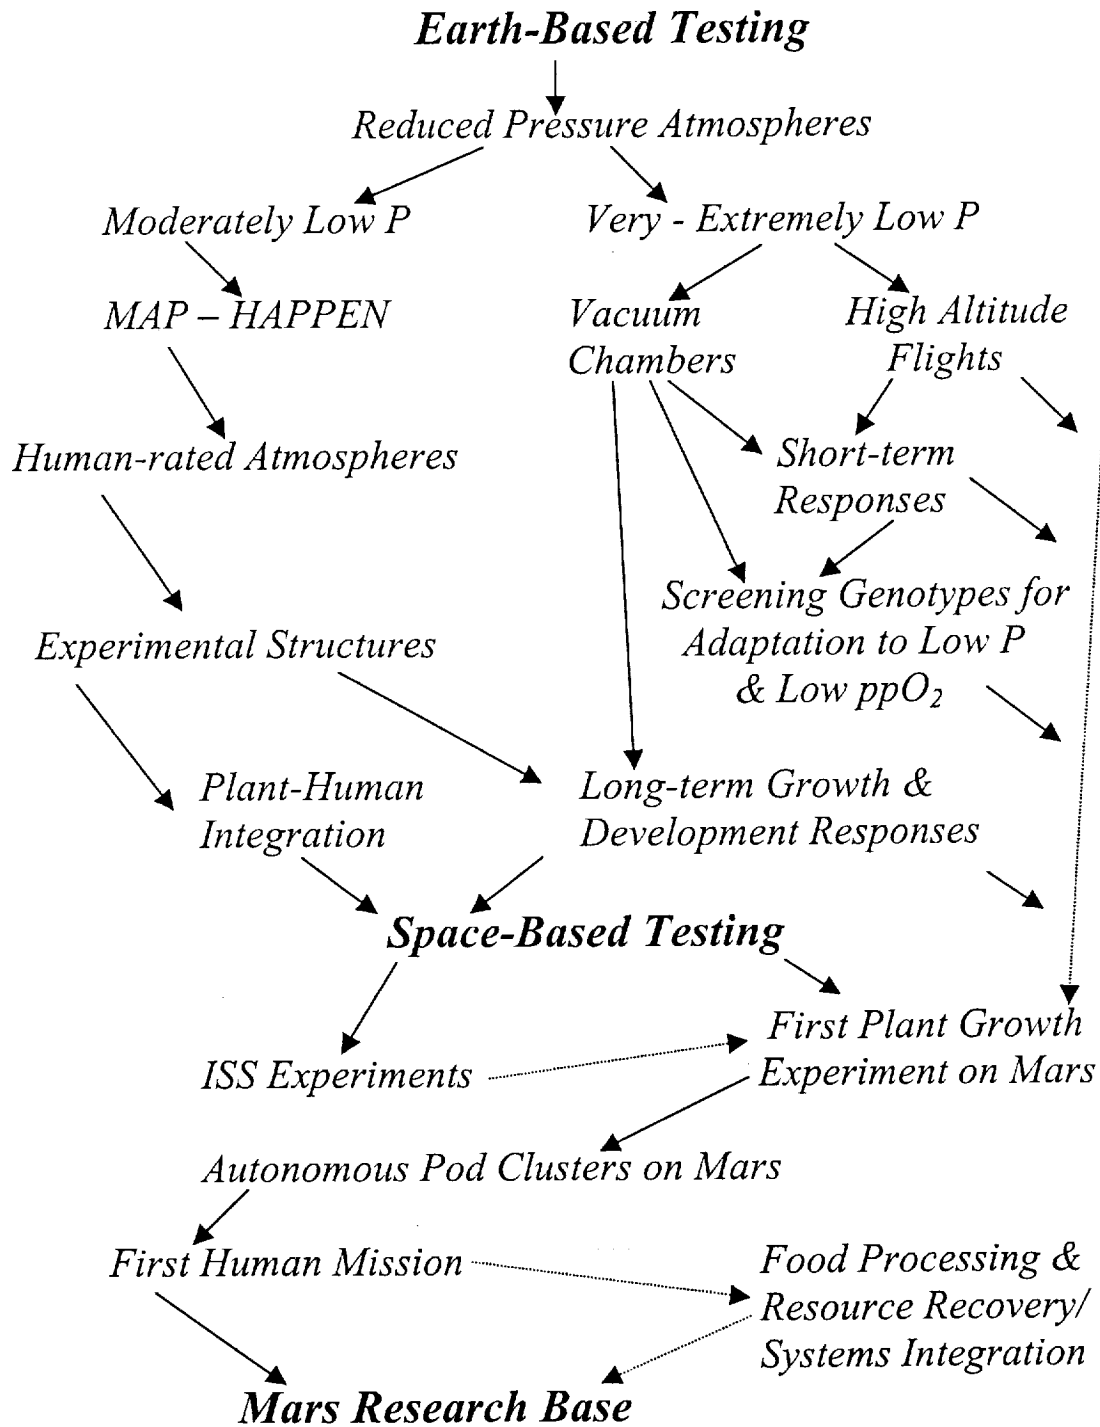 Earth-Based Testing
Reduced Pressure Atmospheres
Moderately Low P
Very - Extremely Low P
MAP – HAPPEN
Vacuum
Chambers
High Altitude
Flights
Human-rated Atmospheres
Short-term
Responses
Screening Genotypes for
Adaptation to Low P
& Low ppO₂
Experimental Structures
Plant-Human
Integration
Long-term Growth &
Development Responses
Space-Based Testing
First Plant Growth
Experiment on Mars
ISS Experiments
Autonomous Pod Clusters on Mars
First Human Mission
Food Processing &
Resource Recovery/
Systems Integration
Mars Research Base